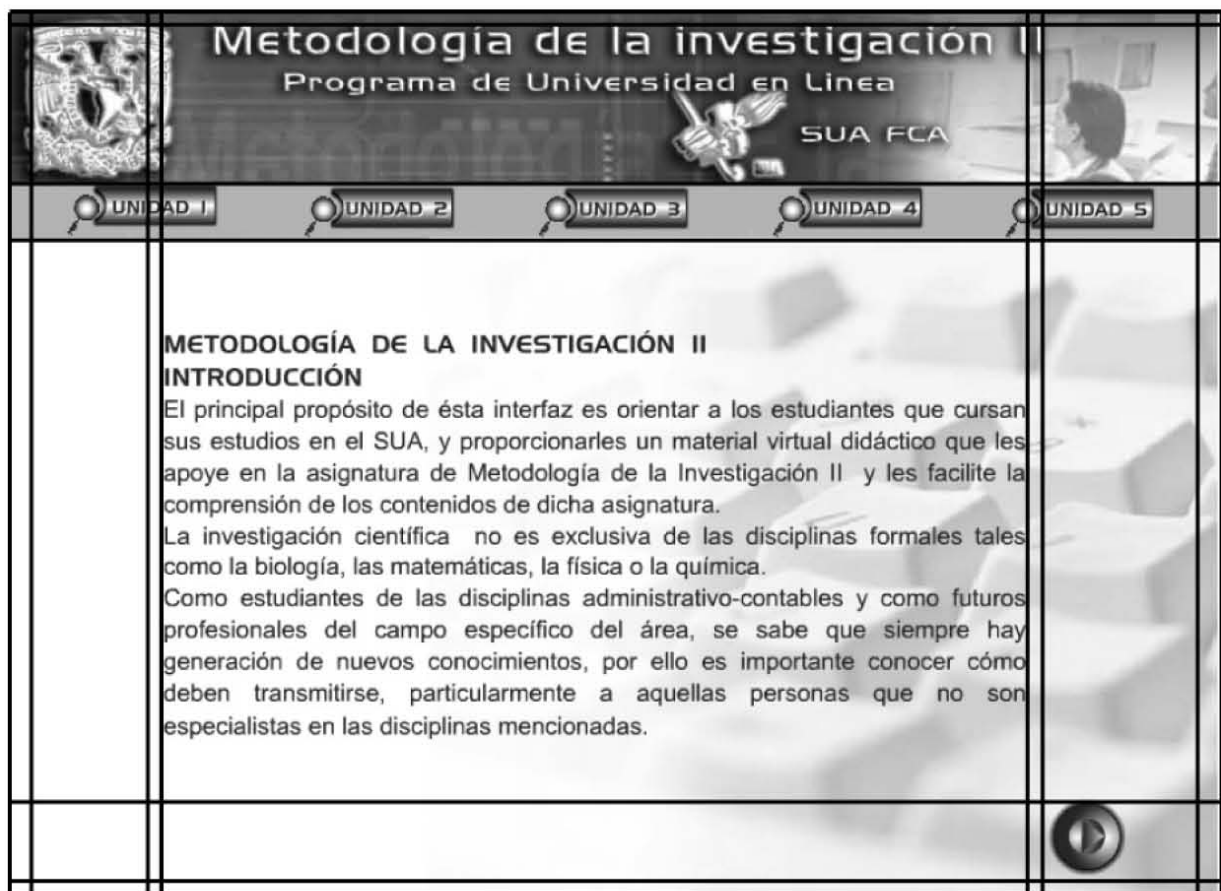 Metodología de la investigación II
Programa de Universidad en Linea
SUA FCA
UNIDAD 1
UNIDAD 2
UNIDAD 3
UNIDAD 4
UNIDAD 5
METODOLOGÍA DE LA INVESTIGACIÓN II
INTRODUCCIÓN
El principal propósito de ésta interfaz es orientar a los estudiantes que cursan
sus estudios en el SUA, y proporcionarles un material virtual didáctico que les
apoye en la asignatura de Metodología de la Investigación II y les facilite la
comprensión de los contenidos de dicha asignatura.
La investigación científica no es exclusiva de las disciplinas formales tales
como la biología, las matemáticas, la física o la química.
Como estudiantes de las disciplinas administrativo-contables y como futuros
profesionales del campo específico del área, se sabe que siempre hay
generación de nuevos conocimientos, por ello es importante conocer cómo
deben transmitirse, particularmente a aquellas personas que no son
especialistas en las disciplinas mencionadas.